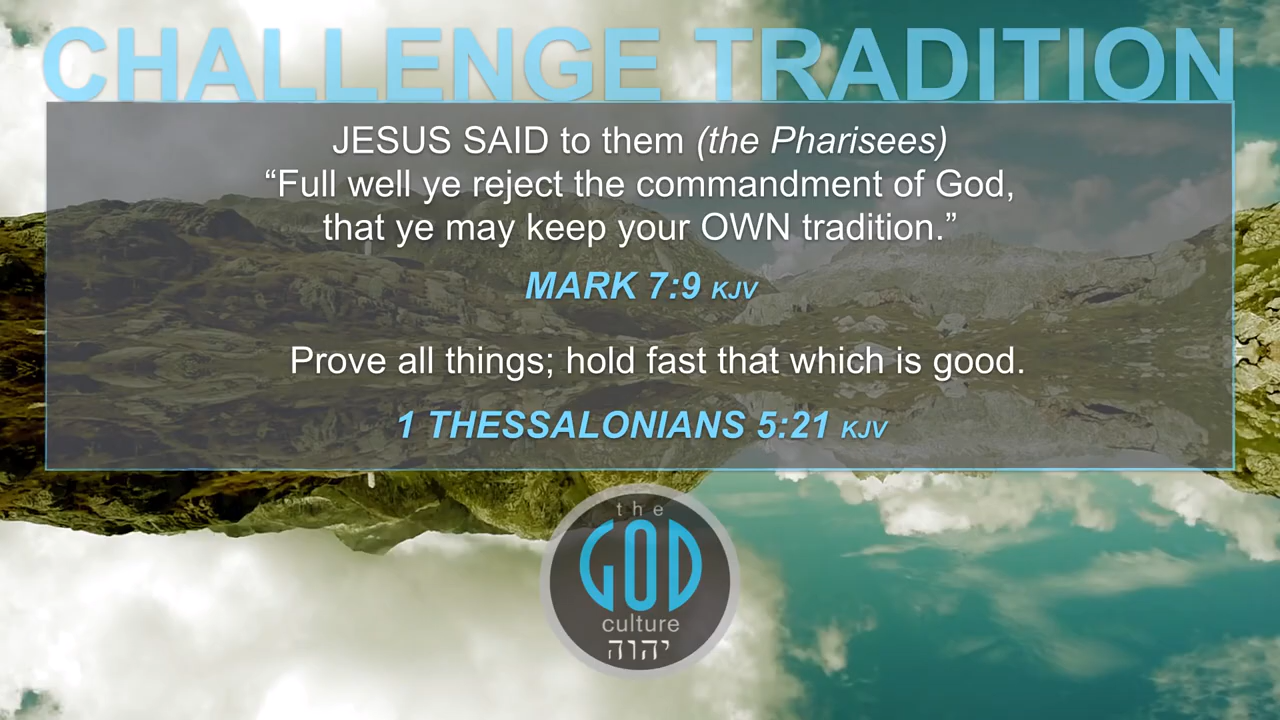 CHALLENGE TRADITION
JESUS SAID to them (the Pharisees)
“Full well ye reject the commandment of God,
that ye may keep your OWN tradition.”
MARK 7:9 KJV
Prove all things; hold fast that which is good.
1 THESSALONIANS 5:21 KJV
the
GOD
culture
יהוה